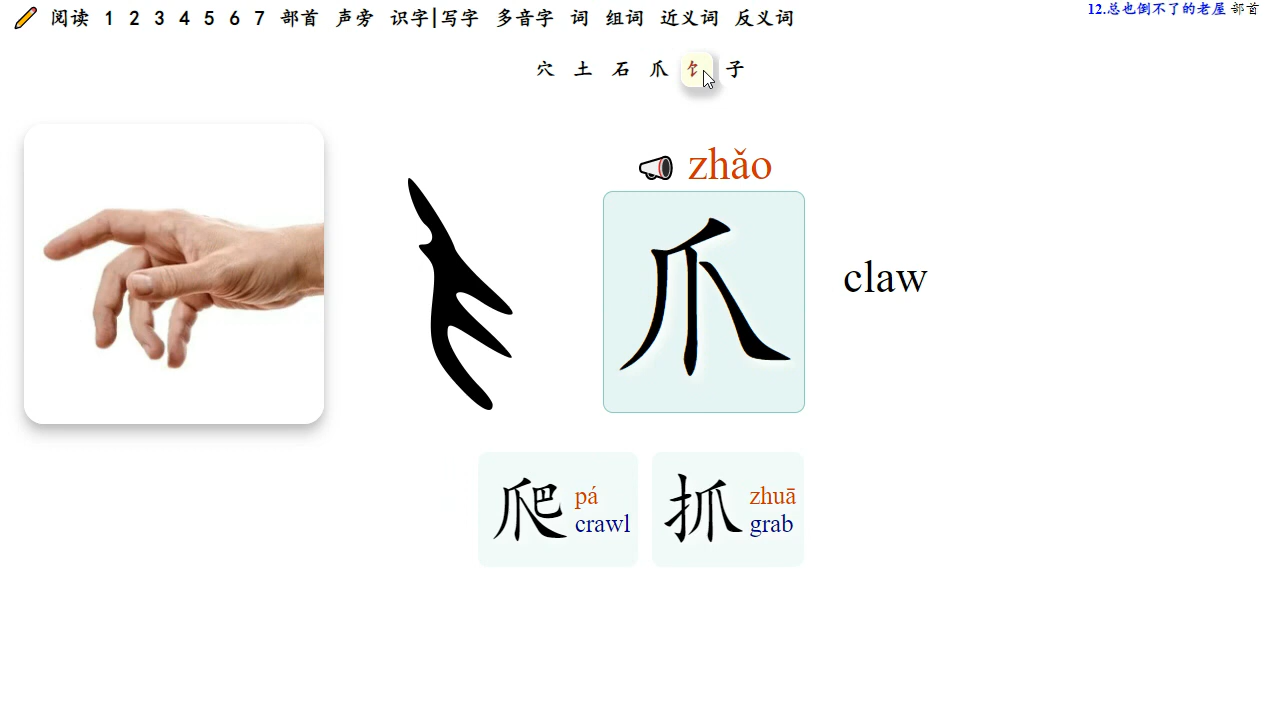 阅读 1 2 3 4 5 6 7 部首 声旁 识字|写字 多音字 词 组词 近义词 反义词
12.总也倒不了的老屋 部首
穴 土 石 爪 饣 子
zhǎo
爪
claw
爬 pá crawl
抓 zhuā grab